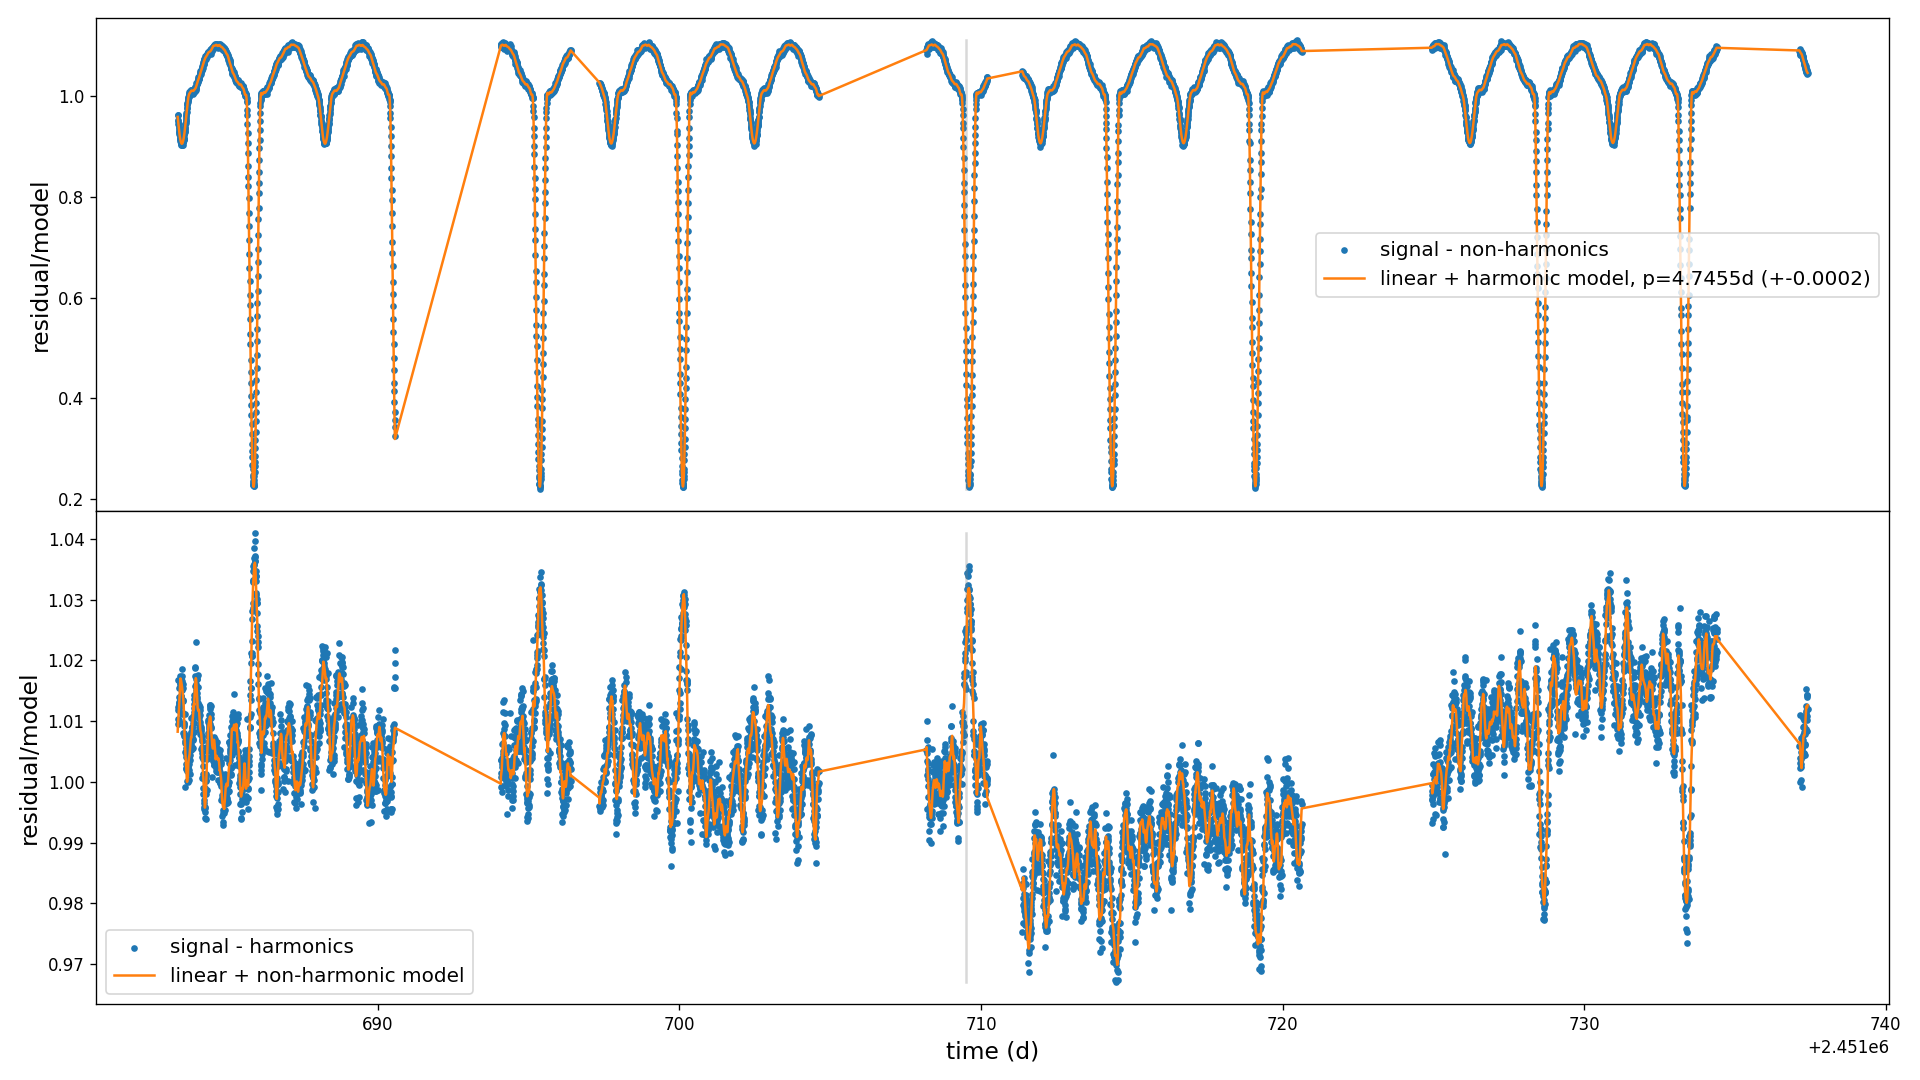 1.0
0.8
0.6
0.4
0.2
residual/model
signal - non-harmonics
linear + harmonic model, p=4.7455d (+-0.0002)
1.04
1.03
1.02
1.01
1.00
0.99
0.98
0.97
residual/model
signal - harmonics
linear + non-harmonic model
690
700
710
720
730
740
time (d)
+2.451e6